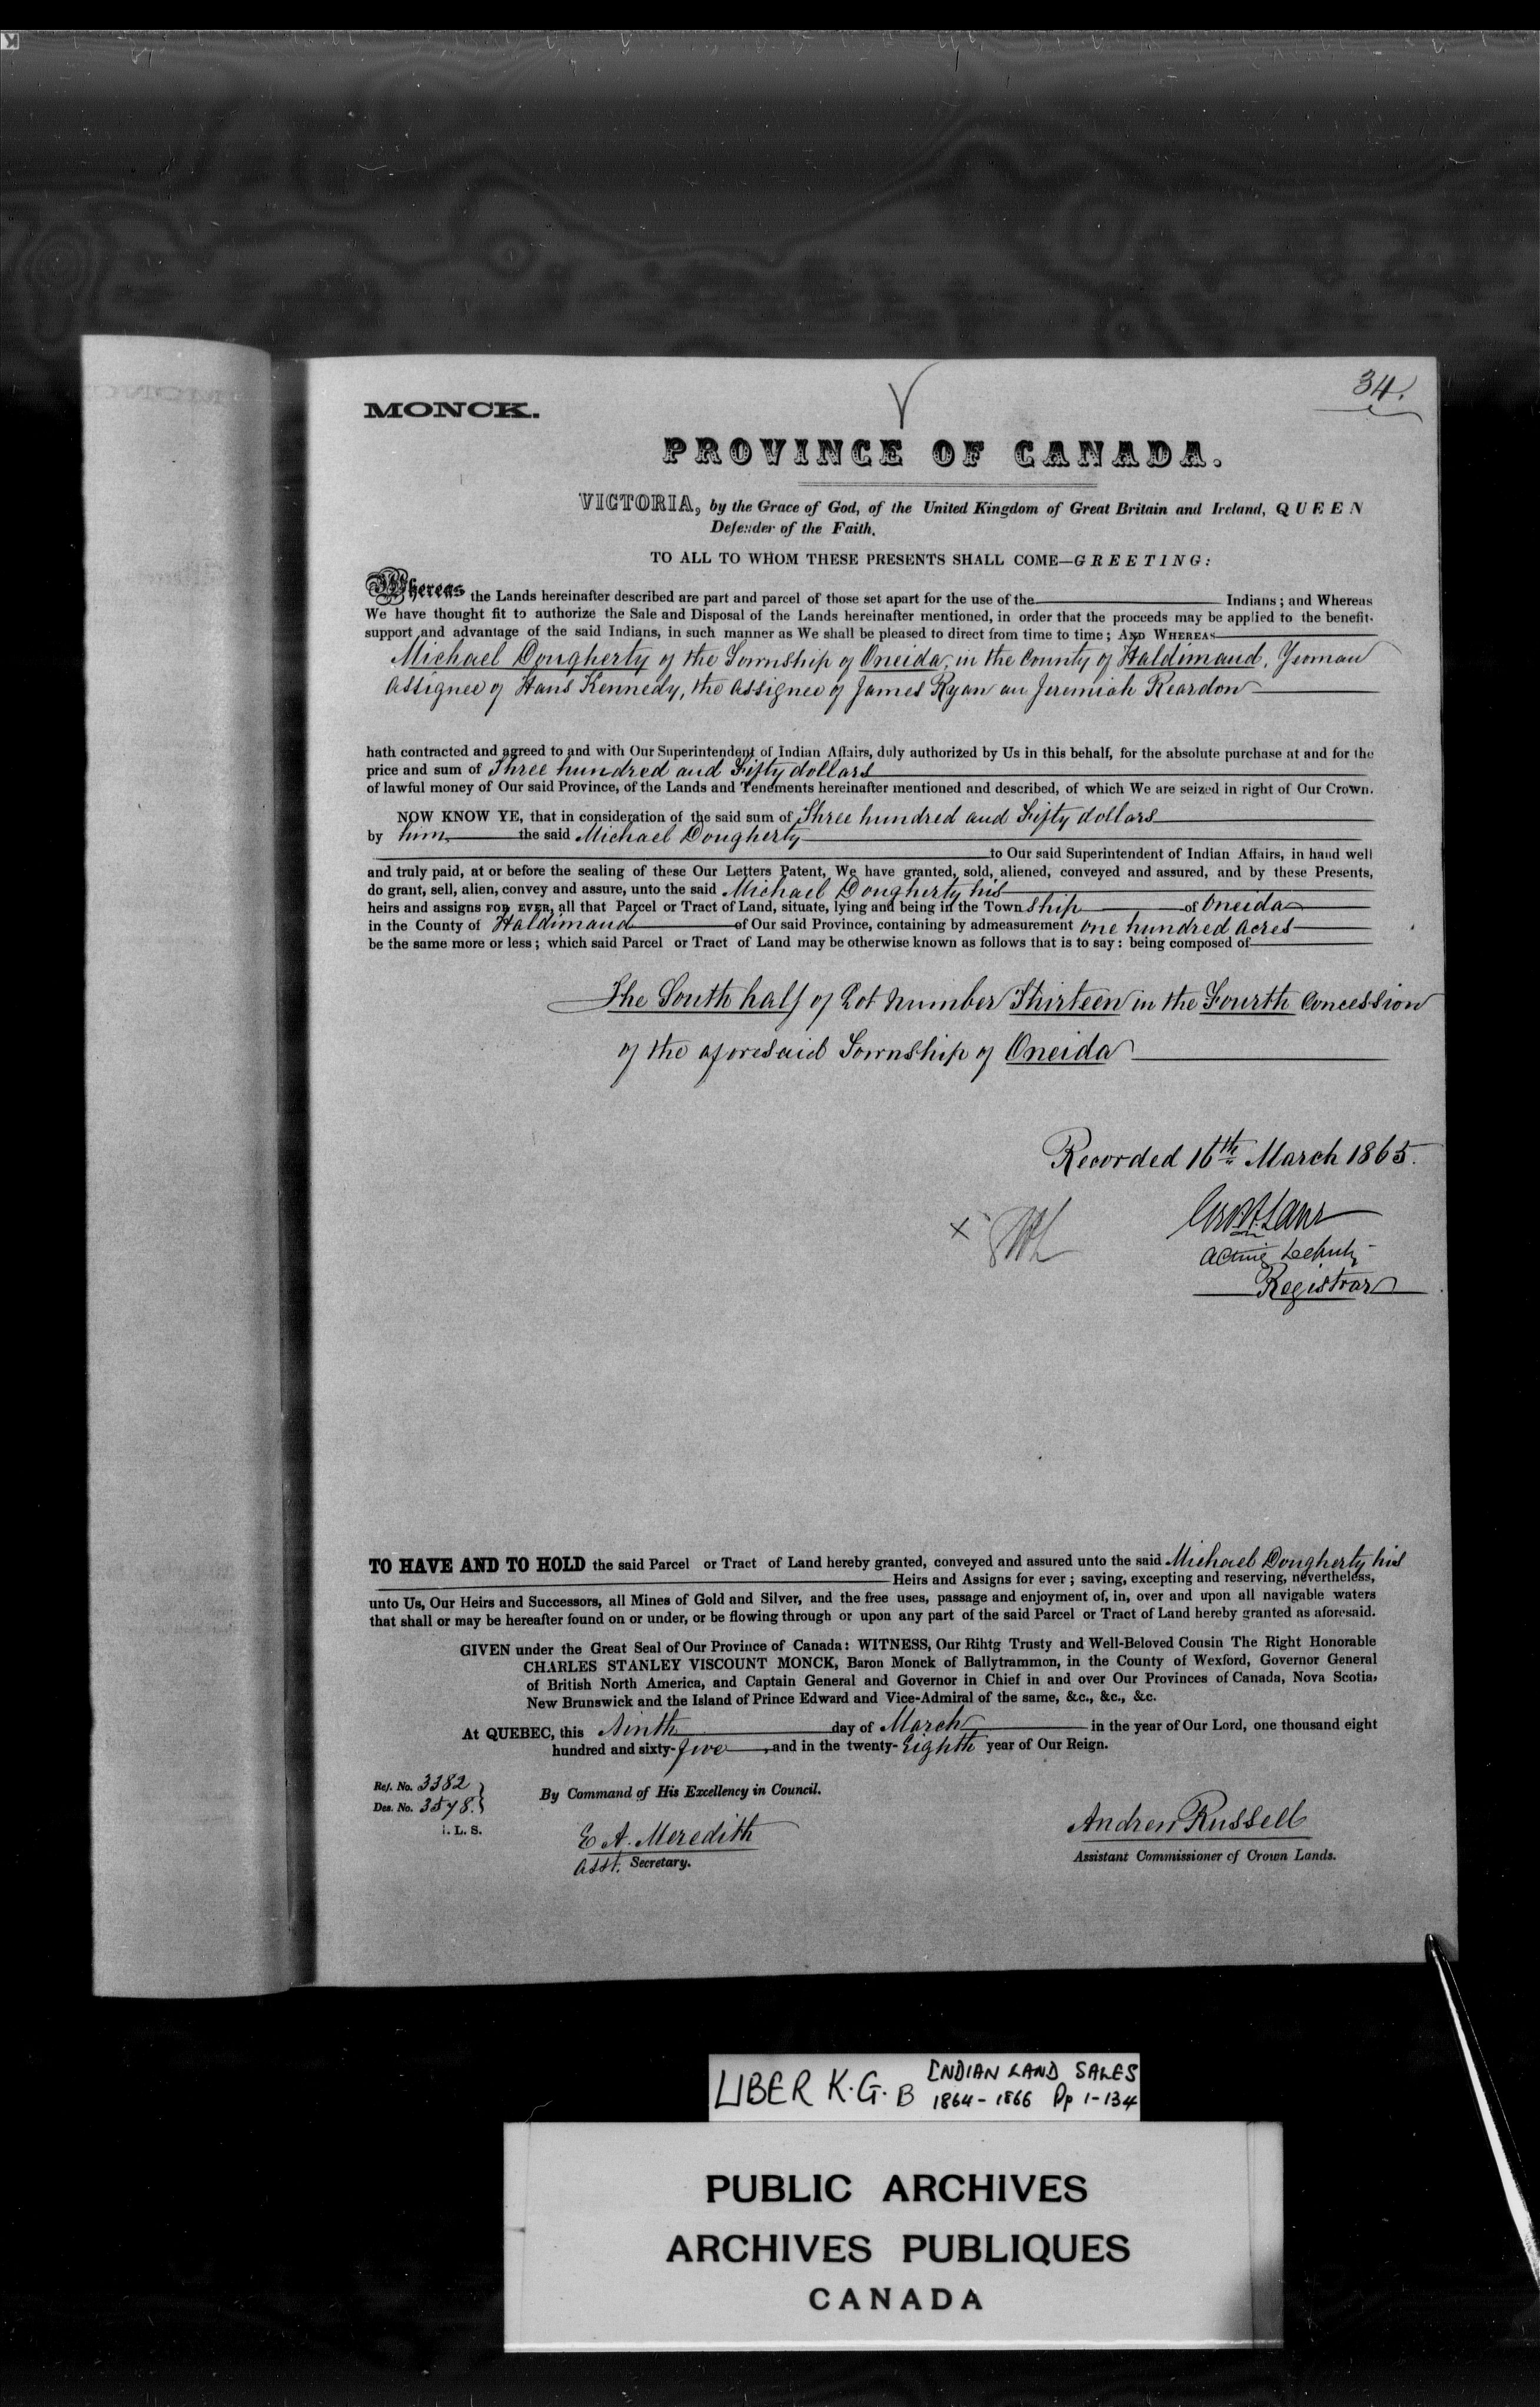 34.
MONCK.
PROVINCE OF CANADA.
VICTORIA, by the Grace of God, of the United Kingdom of Great Britain and Ireland, QUEEN
Defender of the Faith.
TO ALL TO WHOM THESE PRESENTS SHALL COME—GREETING:
Whereas the Lands hereinafter described are part and parcel of those set apart for the use of the Indians; and Whereas
We have thought fit to authorize the Sale and Disposal of the Lands hereinafter mentioned, in order that the proceeds may be applied to the benefit.
support and advantage of the said Indians, in such manner as We shall be pleased to direct from time to time; AND WHEREAS
Michael Dougherty of the Township of Oneida, in the County of Haldimand, Yeoman
Assignee of Hans Kennedy, the Assignee of James Ryan an Jeremiah Reardon
hath contracted and agreed to and with Our Superintendent of Indian Affairs, duly authorized by Us in this behalf, for the absolute purchase at and for the
price and sum of Three hundred and Fifty dollars
of lawful money of Our said Province, of the Lands and Tenements hereinafter mentioned and described, of which We are seized in right of Our Crown.
NOW KNOW YE, that in consideration of the said sum of Three hundred and Fifty dollars
by him the said Michael Dougherty
to Our said Superintendent of Indian Affairs, in hand well
and truly paid, at or before the sealing of these Our Letters Patent, We have granted, sold, aliened, conveyed and assured, and by these Presents,
do grant, sell, alien, convey and assure, unto the said Michael Dougherty his
heirs and assigns FOR EVER, all that Parcel or Tract of Land, situate, lying and being in the Town ship of Oneida
in the County of Haldimand of Our said Province, containing by admeasurement one hundred acres
be the same more or less; which said Parcel or Tract of Land may be otherwise known as follows that is to say: being composed of
The South half of Lot Number Thirteen in the Fourth Concession
of the aforesaid Township of Oneida
Recorded 16th March 1865.
Acting Deputy
Registrar
TO HAVE AND TO HOLD the said Parcel or Tract of Land hereby granted, conveyed and assured unto the said Michael Dougherty his
Heirs and Assigns for ever; saving, excepting and reserving, nevertheless,
unto Us, Our Heirs and Successors, all Mines of Gold and Silver, and the free uses, passage and enjoyment of, in, over and upon all navigable waters
that shall or may be hereafter found on or under, or be flowing through or upon any part of the said Parcel or Tract of Land hereby granted as aforesaid.
GIVEN under the Great Seal of Our Province of Canada: WITNESS, Our Rihtg Trusty and Well-Beloved Cousin The Right Honorable
CHARLES STANLEY VISCOUNT MONCK, Baron Monck of Ballytrammon, in the County of Wexford, Governor General
of British North America, and Captain General and Governor in Chief in and over Our Provinces of Canada, Nova Scotia,
New Brunswick and the Island of Prince Edward and Vice-Admiral of the same, &c., &c., &c.
At QUEBEC, this Ninth day of March in the year of Our Lord, one thousand eight
hundred and sixty-five and in the twenty-Eighth year of Our Reign.
Ref. No. 3382
Des. No. 3578.
I. L. S.
By Command of His Excellency in Council.
E A. Meredith
Asst. Secretary.
Andrew Russell
Assistant Commissioner of Crown Lands.
LIBER K.G. B INDIAN LAND SALES
1864-1866 Pp 1-134
PUBLIC ARCHIVES
ARCHIVES PUBLIQUES
CANADA